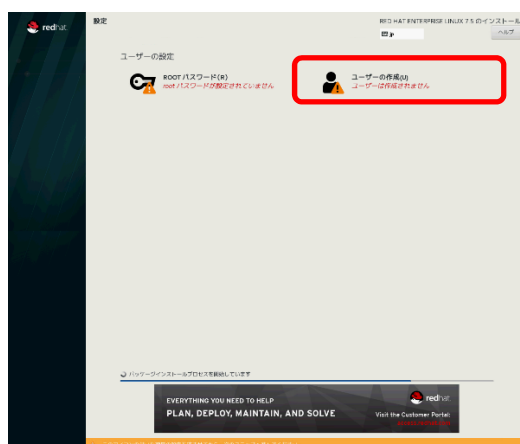 redhat
設定
RED HAT ENTERPRISE LINUX 7.5 のインストール
jp
ヘルプ
ユーザーの設定
ROOT パスワード(R)
root パスワードが設定されていません
ユーザーの作成(U)
ユーザーは作成されません
パッケージインストールプロセスを開始しています
EVERYTHING YOU NEED TO HELP
PLAN, DEPLOY, MAINTAIN, AND SOLVE
redhat
Visit the Customer Portal: